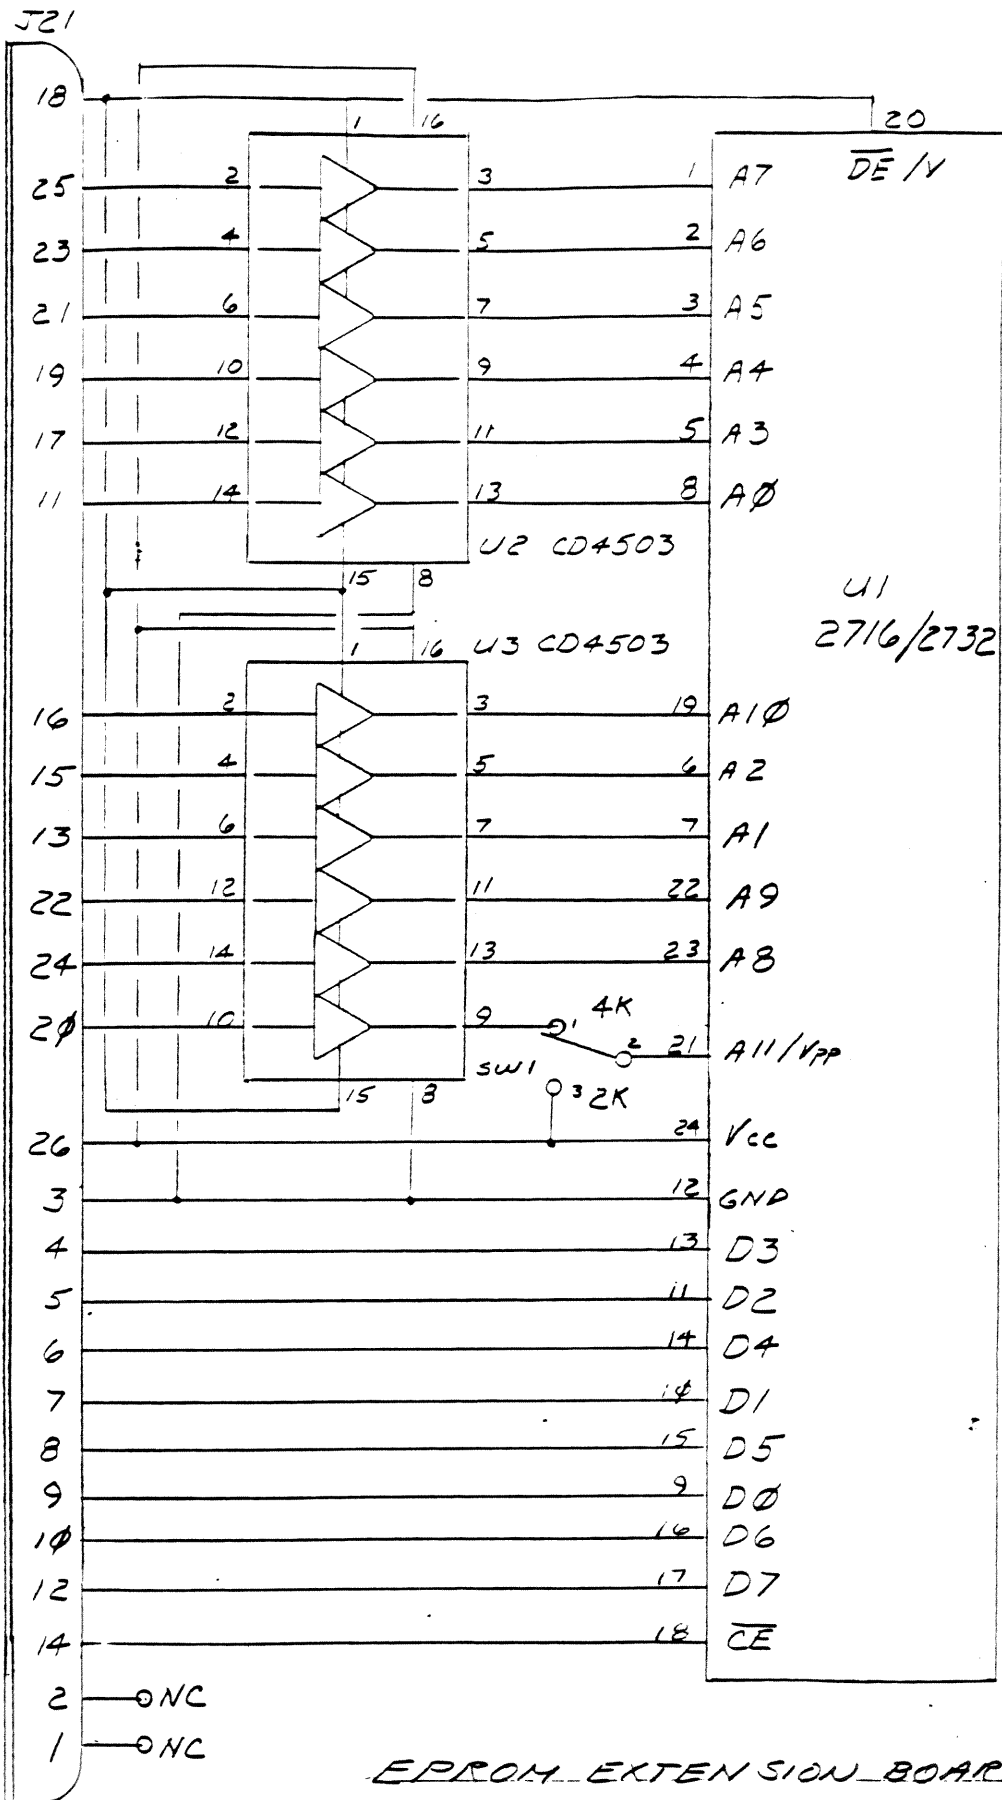 J21
18
1 16 20
D̅E̅/V
25 2 3 1 A7
23 4 5 2 A6
21 6 7 3 A5
19 10 9 4 A4
17 12 11 5 A3
11 14 13 8 AØ
U2 CD4503
15 8
U1
2716/2732
1 16 U3 CD4503
16 2 3 19 A1Ø
15 4 5 6 A2
13 6 7 7 A1
22 12 11 22 A9
24 14 13 23 A8
2Ø 10 9 1 4K
2 21 A11/VPP
SW1
15 8 3 2K
26 24 Vcc
3 12 GND
4 13 D3
5 11 D2
6 14 D4
7 1Ø D1
8 15 D5
9 9 DØ
1Ø 16 D6
12 17 D7
14 18 C̅E̅
2 NC
1 NC
EPROM EXTENSION BOAR